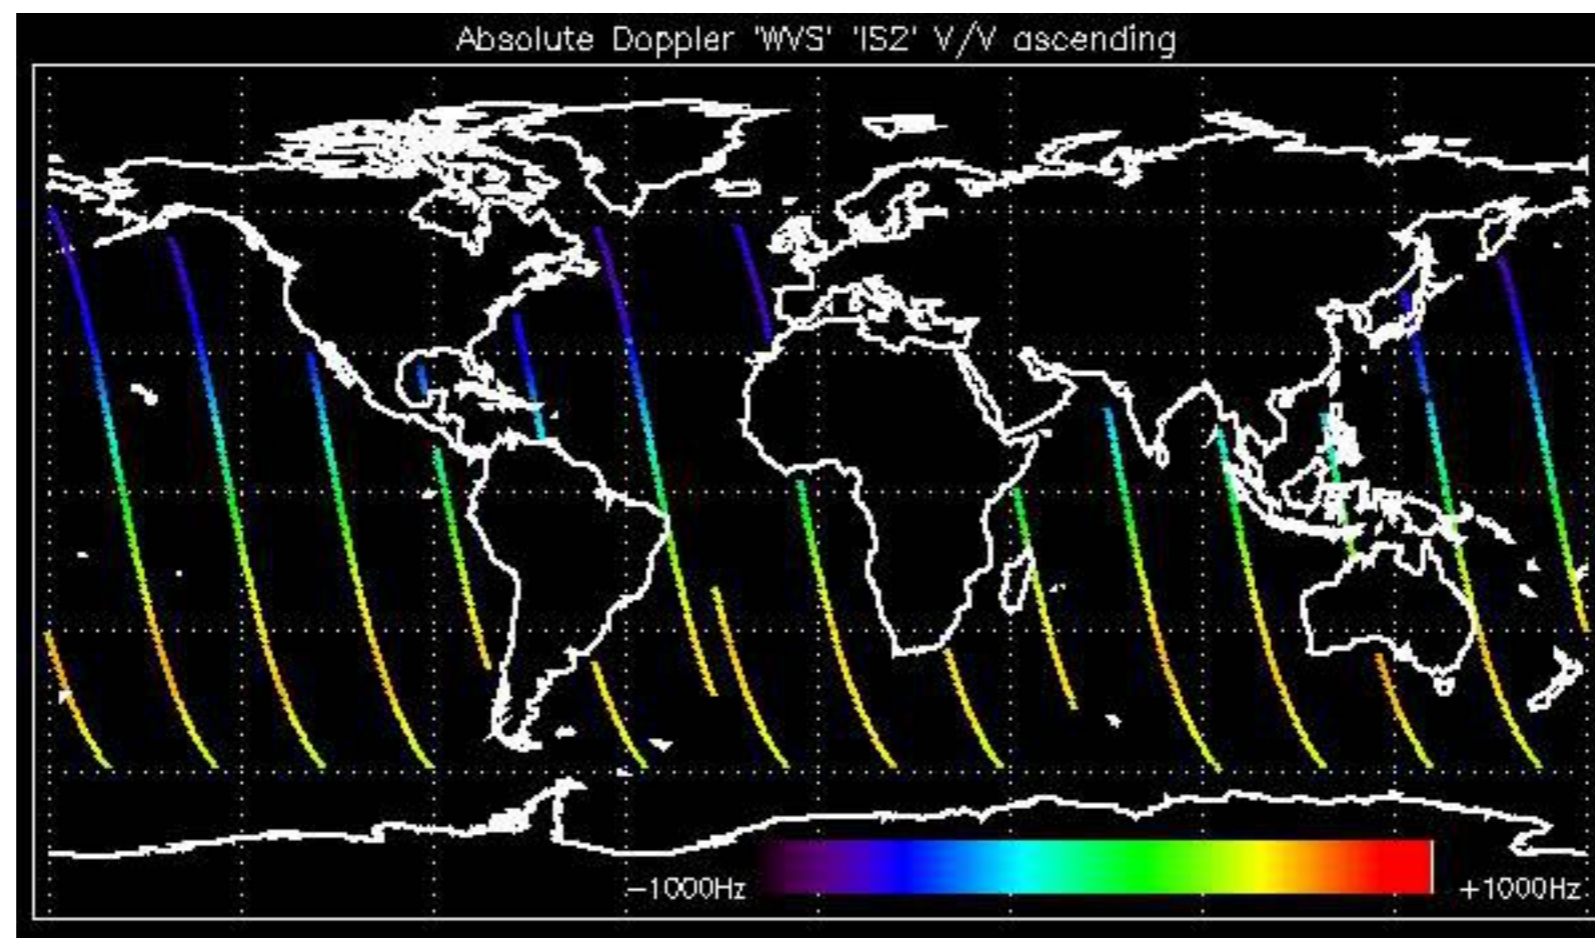 Absolute Doppler 'WVS' 'IS2' V/V ascending
−1000Hz +1000Hz